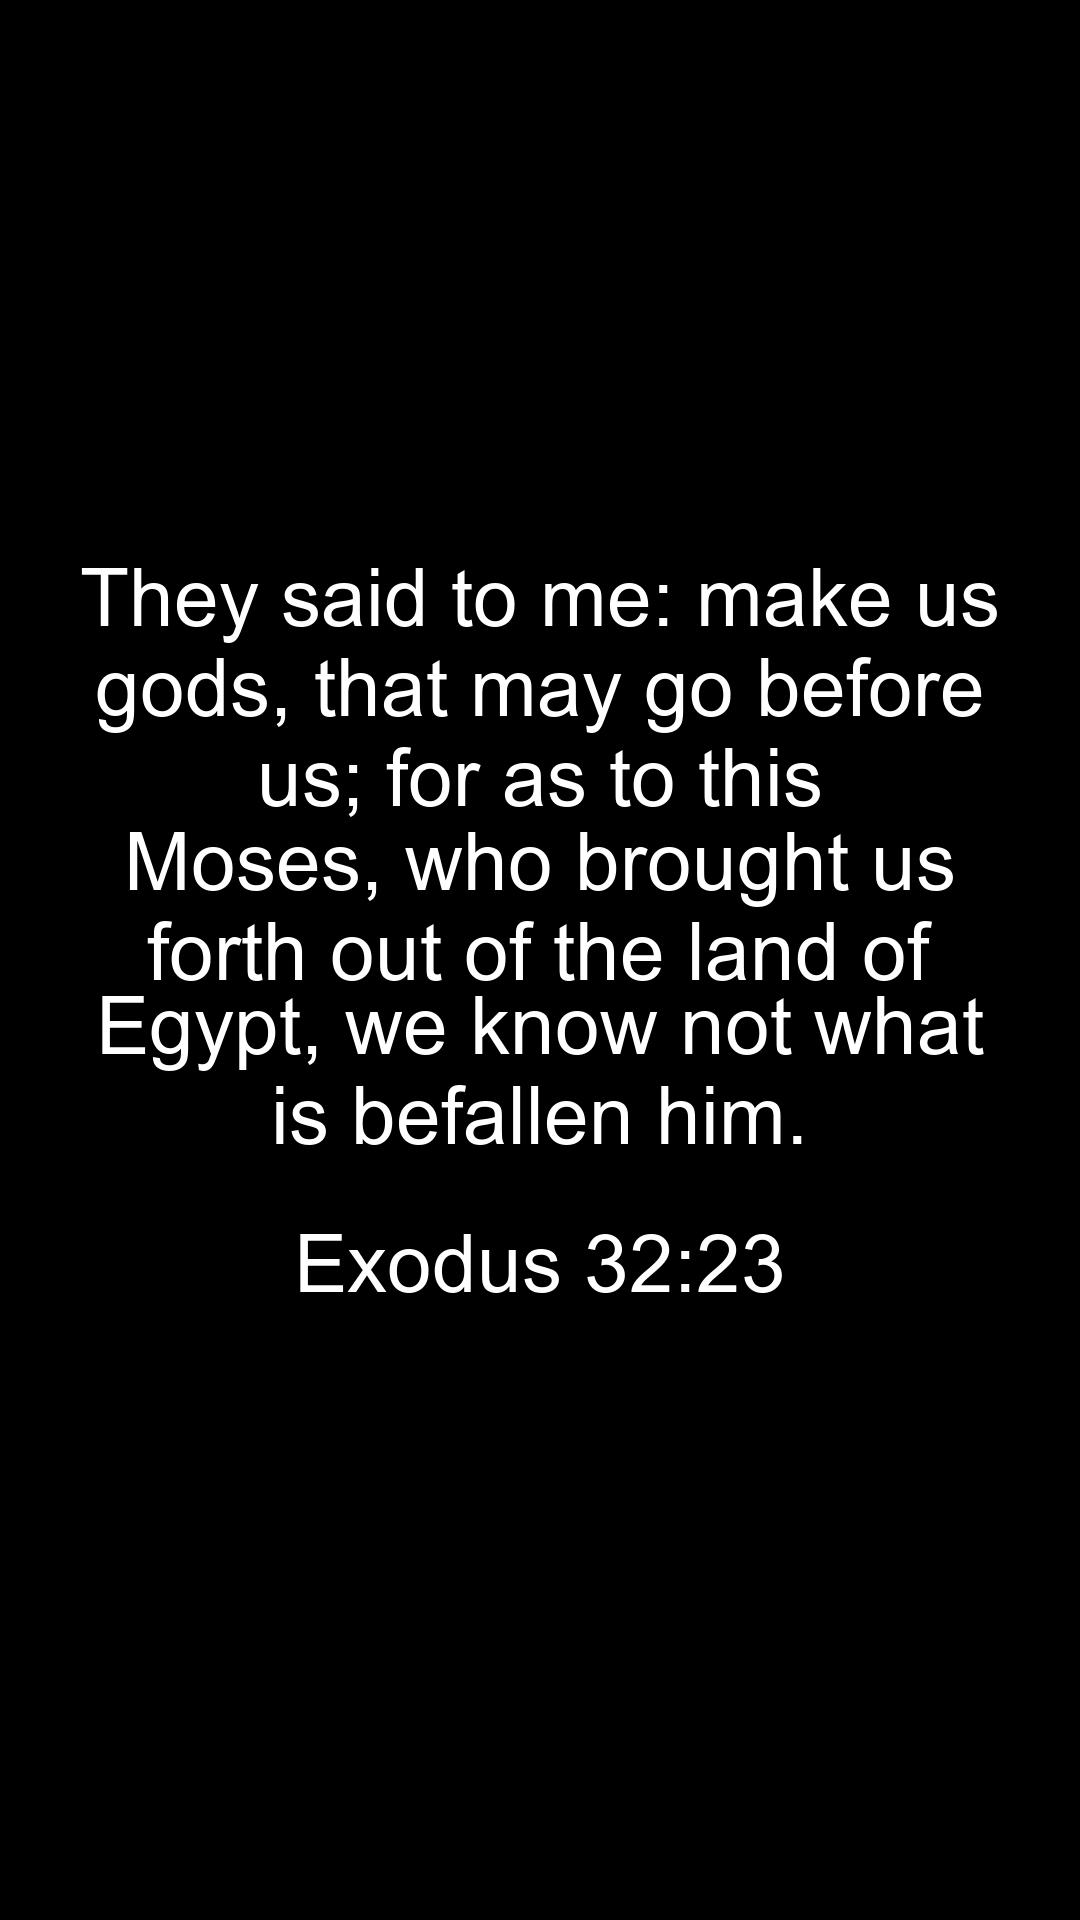 They said to me: make us
gods, that may go before
us; for as to this
Moses, who brought us
forth out of the land of
Egypt, we know not what
is befallen him.
Exodus 32:23